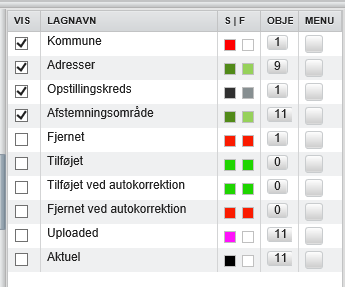 VIS LAGNAVN S | F OBJE MENU
Kommune 1
Adresser 9
Opstillingskreds 1
Afstemningsområde 11
Fjernet 1
Tilføjet 0
Tilføjet ved autokorrektion 0
Fjernet ved autokorrektion 0
Uploaded 11
Aktuel 11